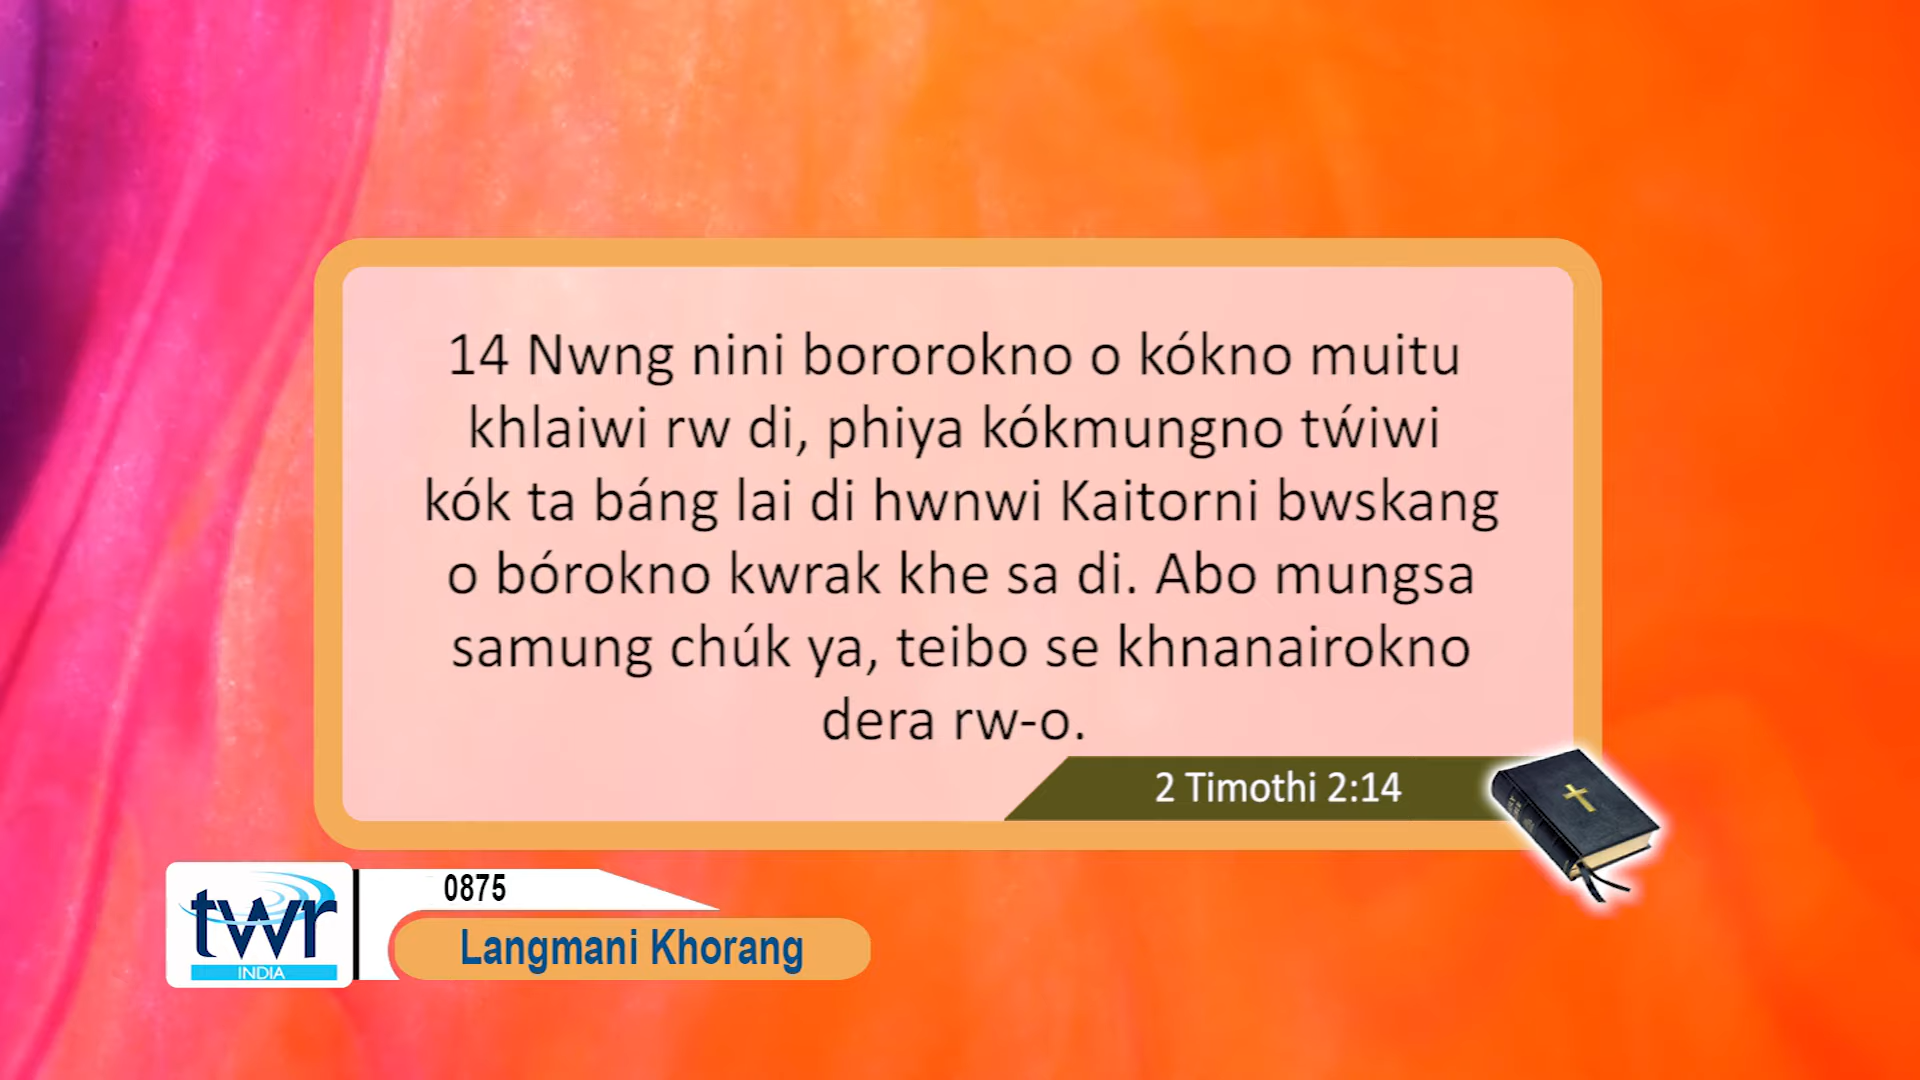 14 Nwng nini bororokno o kókno muitu
khlaiwi rw di, phiya kókmungno tẃiwi
kók ta báng lai di hwnwi Kaitorni bwskang
o bórokno kwrak khe sa di. Abo mungsa
samung chúk ya, teibo se khnanairokno
dera rw-o.
2 Timothi 2:14
twr
INDIA
0875
Langmani Khorang